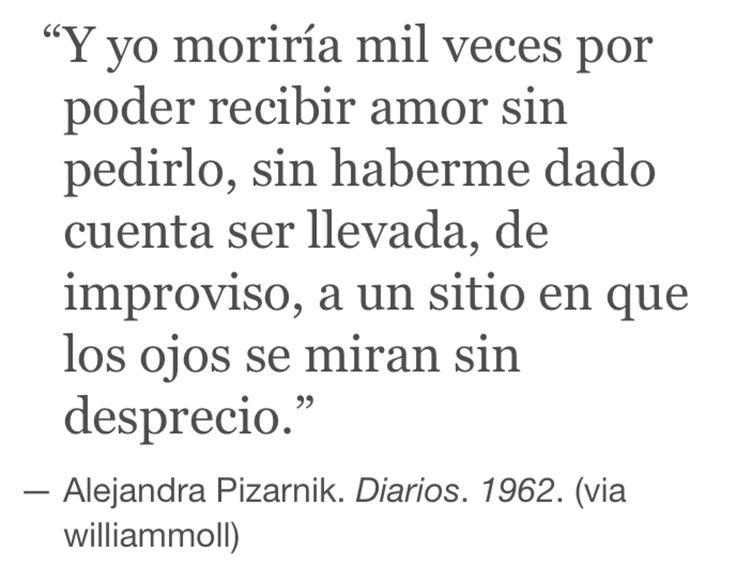 “Y yo moriría mil veces por
poder recibir amor sin
pedirlo, sin haberme dado
cuenta ser llevada, de
improviso, a un sitio en que
los ojos se miran sin
desprecio.”
— Alejandra Pizarnik. Diarios. 1962. (via
williammoll)